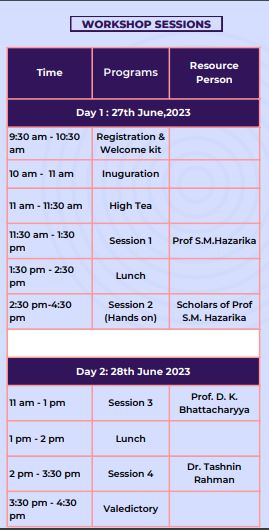 WORKSHOP SESSIONS
Time Programs Resource Person
Day 1 : 27th June,2023
9:30 am - 10:30 am Registration & Welcome kit
10 am - 11 am Inuguration
11 am - 11:30 am High Tea
11:30 am - 1:30 pm Session 1 Prof S.M.Hazarika
1:30 pm - 2:30 pm Lunch
2:30 pm-4:30 pm Session 2 (Hands on) Scholars of Prof S.M. Hazarika
Day 2: 28th June 2023
11 am - 1 pm Session 3 Prof. D. K. Bhattacharyya
1 pm - 2 pm Lunch
2 pm - 3:30 pm Session 4 Dr. Tashnin Rahman
3:30 pm - 4:30 pm Valedictory